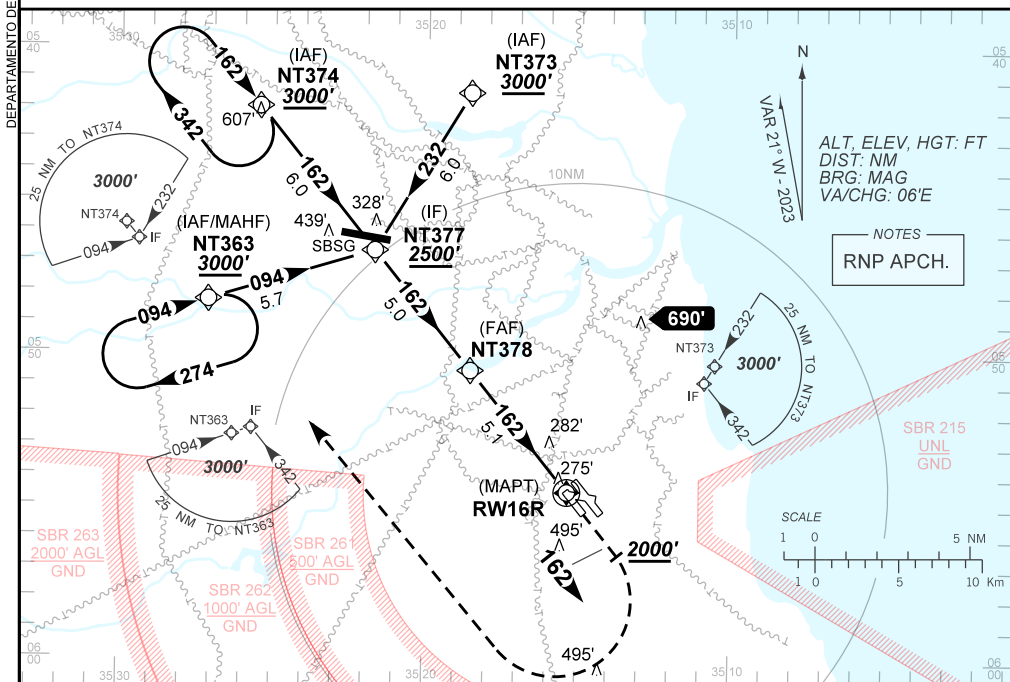 DEPARTAMENTO DE
35 30
35 20
35 10
05
40
05
40
162
(IAF)
NT374
3000'
607'
342
(IAF)
NT373
3000'
232
6.0
162
6.0
N
VAR 21° W - 2023
ALT, ELEV, HGT: FT
DIST: NM
BRG: MAG
VA/CHG: 06'E
NOTES
RNP APCH.
25 NM TO NT374
3000'
232
NT374
IF
094
10NM
328'
439'
SBSG
(IF)
NT377
2500'
(IAF/MAHF)
NT363
3000'
094
5.7
094
274
162
5.0
(FAF)
NT378
690'
25 NM TO NT373
232
NT373
3000'
IF
342
05
50
05
50
162
5.1
282'
275'
(MAPT)
RW16R
495'
162
2000'
495'
IF
NT363
094
3000'
342
25 NM TO NT363
SBR 215
UNL
GND
SBR 263
2000' AGL
GND
SBR 261
500' AGL
GND
SBR 262
1000' AGL
GND
SCALE
1 0 5 NM
1 0 5 10 Km
06
00
06
00
35 30
35 20
35 10